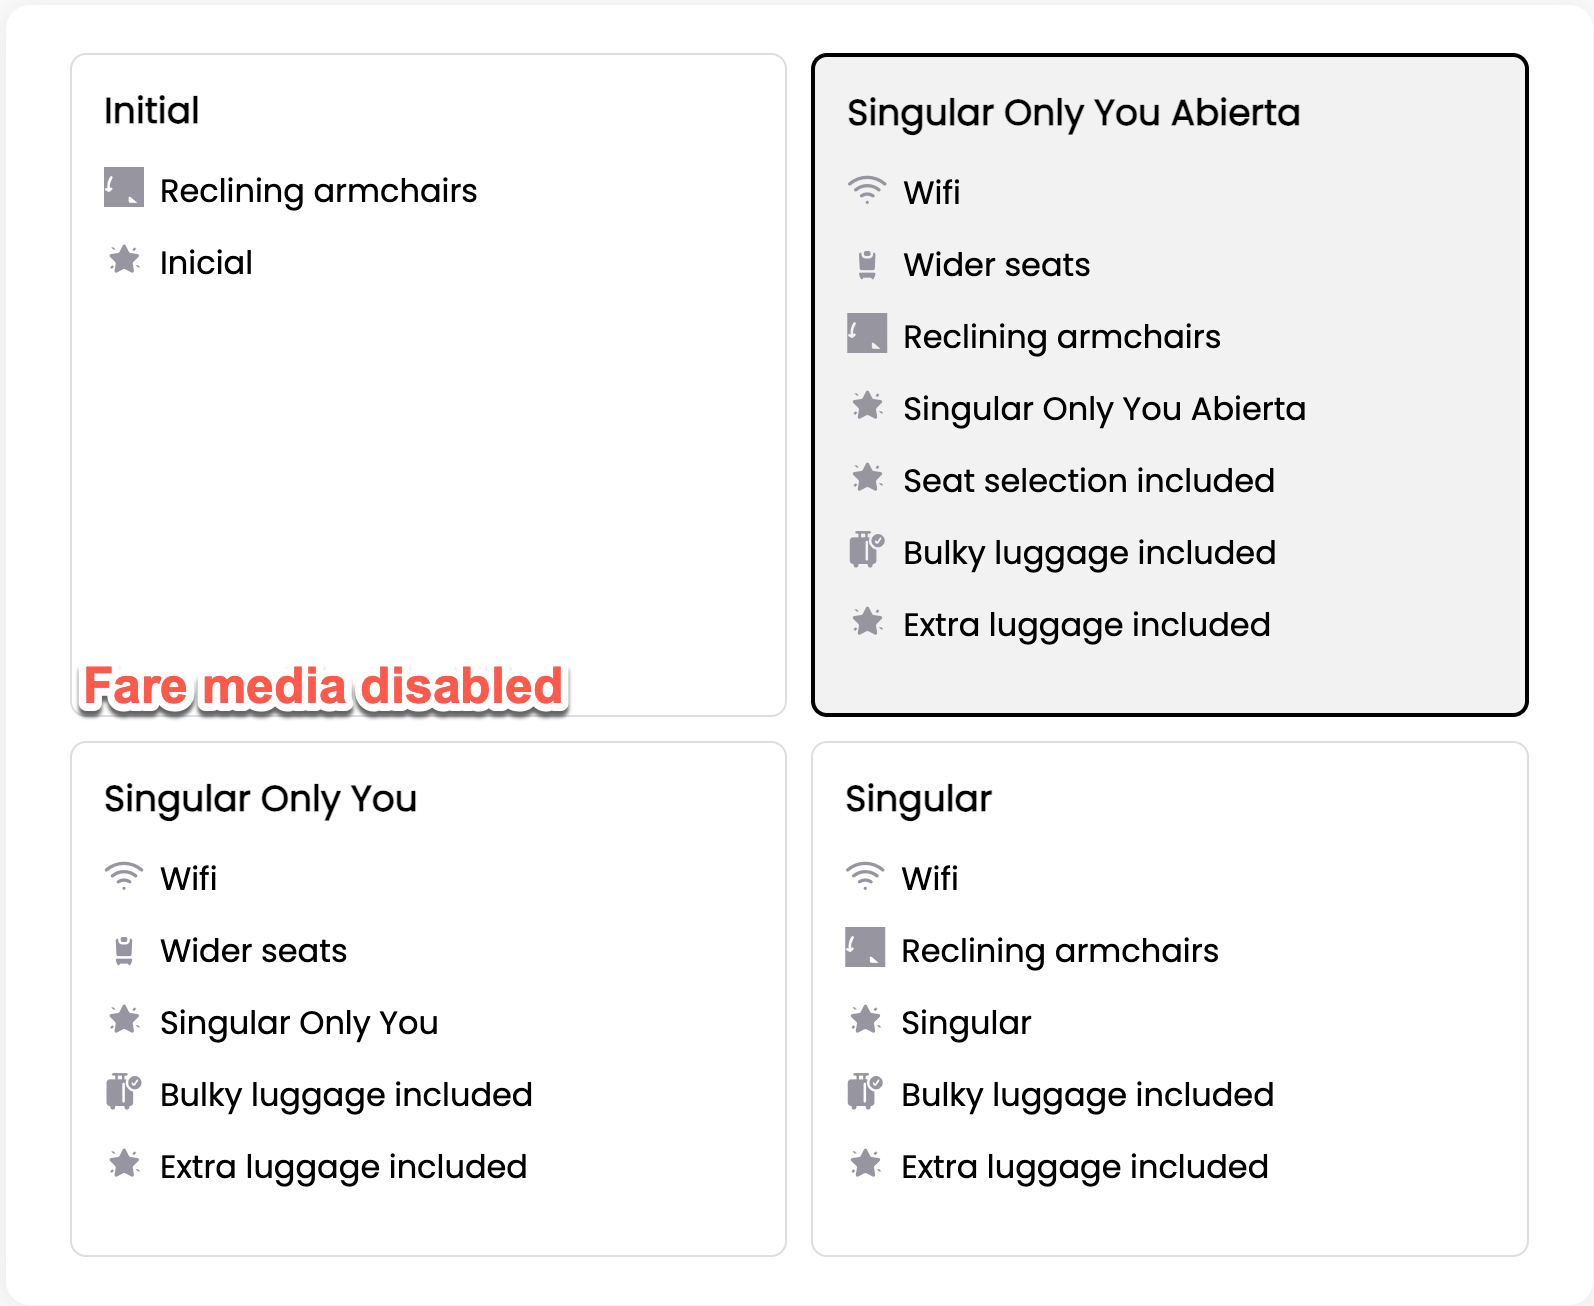 Initial
Reclining armchairs
Inicial
Fare media disabled
Singular Only You Abierta
Wifi
Wider seats
Reclining armchairs
Singular Only You Abierta
Seat selection included
Bulky luggage included
Extra luggage included
Singular Only You
Wifi
Wider seats
Singular Only You
Bulky luggage included
Extra luggage included
Singular
Wifi
Reclining armchairs
Singular
Bulky luggage included
Extra luggage included